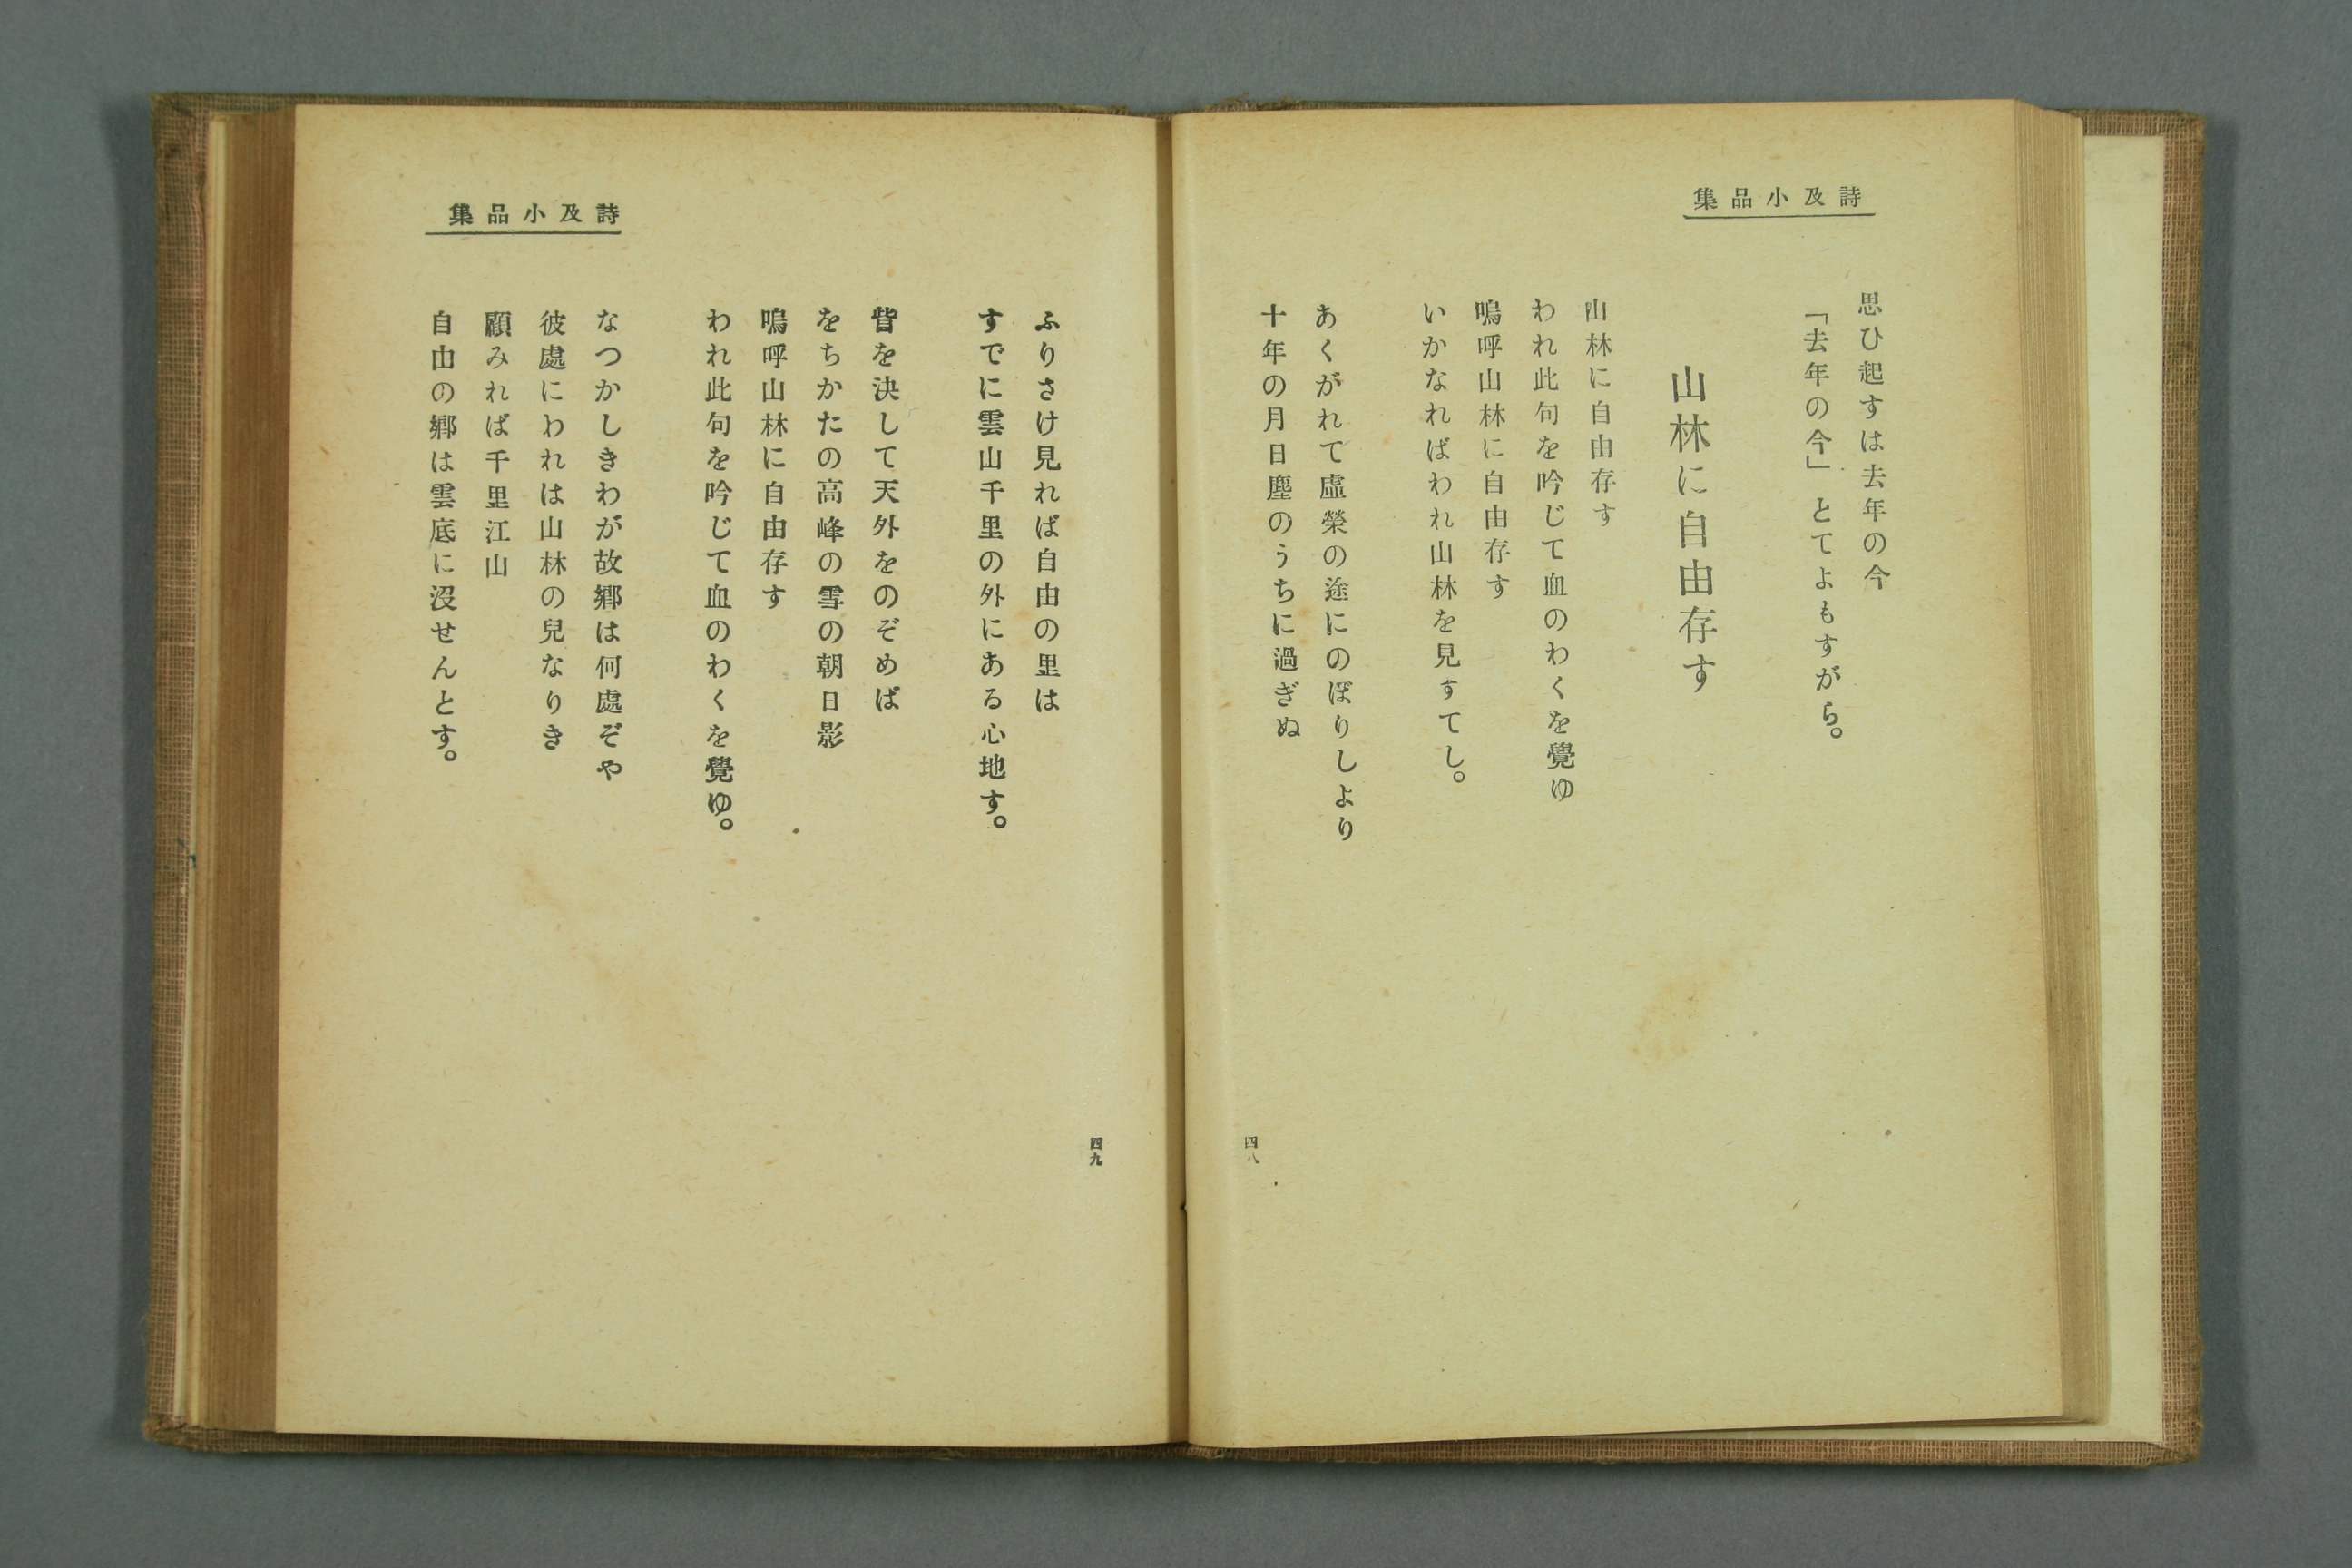 詩及小品集
思ひ起すは去年の今
「去年の今」とてよもすがら。
山林に自由存す
山林に自由存す
われ此句を吟じて血のわくを覺ゆ
嗚呼山林に自由存す
いかなればわれ山林を見すてし。
あくがれて虛榮の途にのぼりしより
十年の月日塵のうちに過ぎぬ
四八
詩及小品集
ふりさけ見れば自由の里は
すでに雲山千里の外にある心地す。
眥を決して天外をのぞめば
をちかたの高峰の雪の朝日影
嗚呼山林に自由存す
われ此句を吟じて血のわくを覺ゆ。
なつかしきわが故鄕は何處ぞや
彼處にわれは山林の兒なりき
顧みれば千里江山
自由の鄕は雲底に沒せんとす。
四九